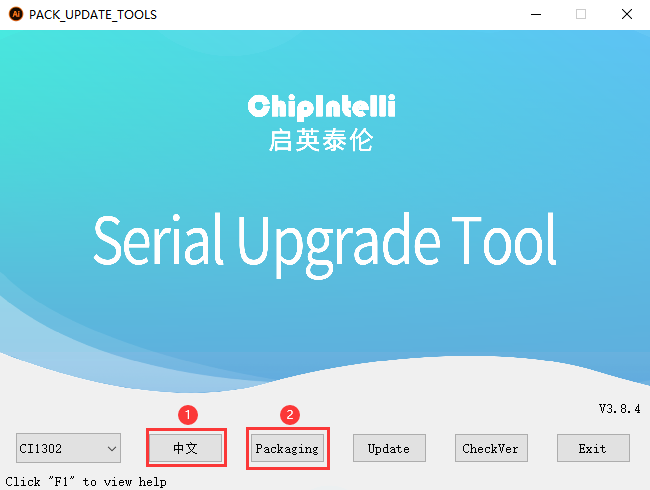 Ai PACK_UPDATE_TOOLS
ChipIntelli
启英泰伦
Serial Upgrade Tool
V3.8.4
1 2
CI1302 中文 Packaging Update CheckVer Exit
Click "F1" to view help